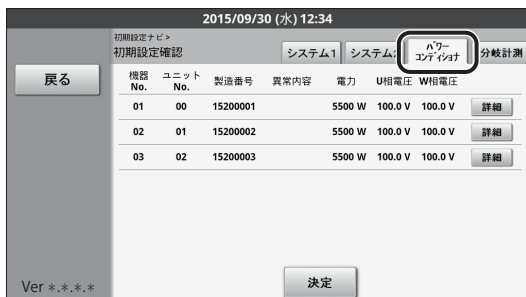 2015/09/30 (水) 12:34
初期設定ナビ >
初期設定確認
システム1 システム2 パワーコンディショナ 分岐計測
戻る
機器No. ユニットNo. 製造番号 異常内容 電力 U相電圧 W相電圧
01 00 15200001 5500 W 100.0 V 100.0 V 詳細
02 01 15200002 5500 W 100.0 V 100.0 V 詳細
03 02 15200003 5500 W 100.0 V 100.0 V 詳細
決定
Ver *.*.*.*